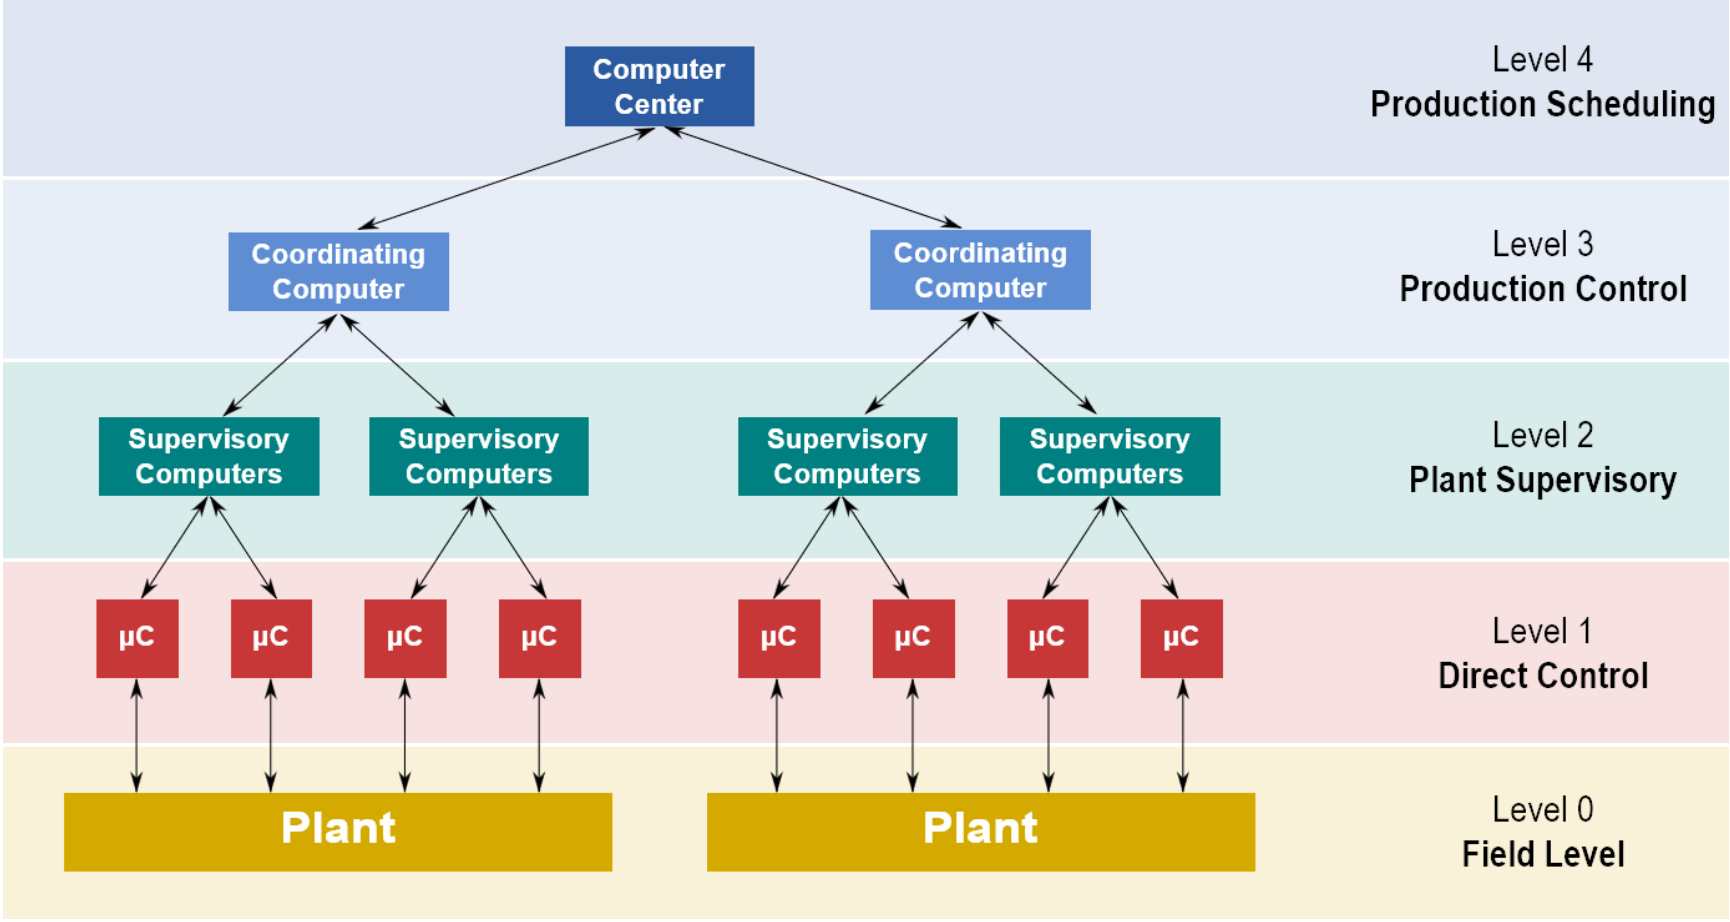 Computer
Center
Level 4
Production Scheduling
Coordinating
Computer
Coordinating
Computer
Level 3
Production Control
Supervisory
Computers
Supervisory
Computers
Supervisory
Computers
Supervisory
Computers
Level 2
Plant Supervisory
µC
µC
µC
µC
µC
µC
µC
µC
Level 1
Direct Control
Plant
Plant
Level 0
Field Level